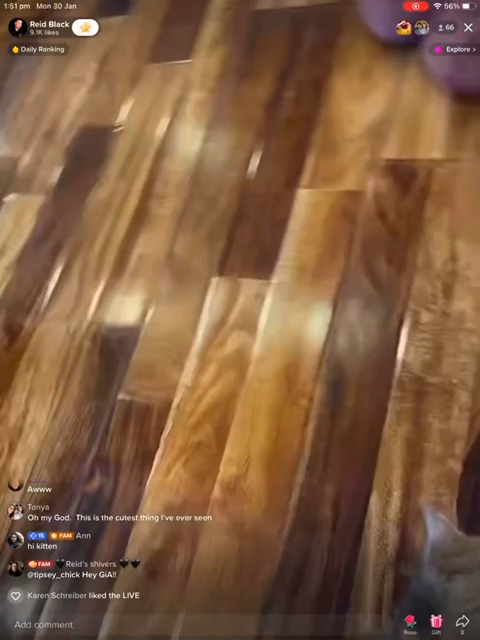 1:51 pm Mon 30 Jan
56%
Reid Black
9.1K likes
66
Daily Ranking
Explore >
Awww
Tonya
Oh my God. This is the cutest thing I've ever seen
15 FAM Ann
hi kitten
FAM Reid's shivers
@tipsey_chick Hey GiA!!
Karen Schreiber liked the LIVE
Add comment
Rose
Gift
8